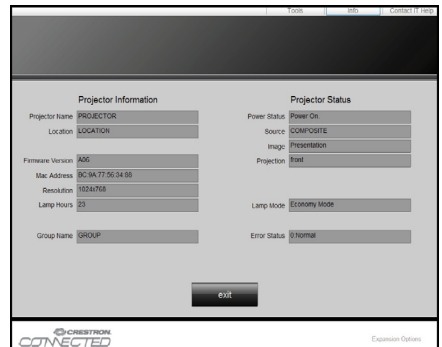 Tools Info Contact IT Help
Projector Information
Projector Name PROJECTOR
Location LOCATION
Firmware Version A06
Mac Address BC:9A:77:56:34:88
Resolution 1024x768
Lamp Hours 23
Group Name GROUP
Projector Status
Power Status Power On.
Source COMPOSITE
Image Presentation
Projection front
Lamp Mode Economy Mode
Error Status 0:Normal
exit
CRESTRON.
CONNECTED
Expansion Options